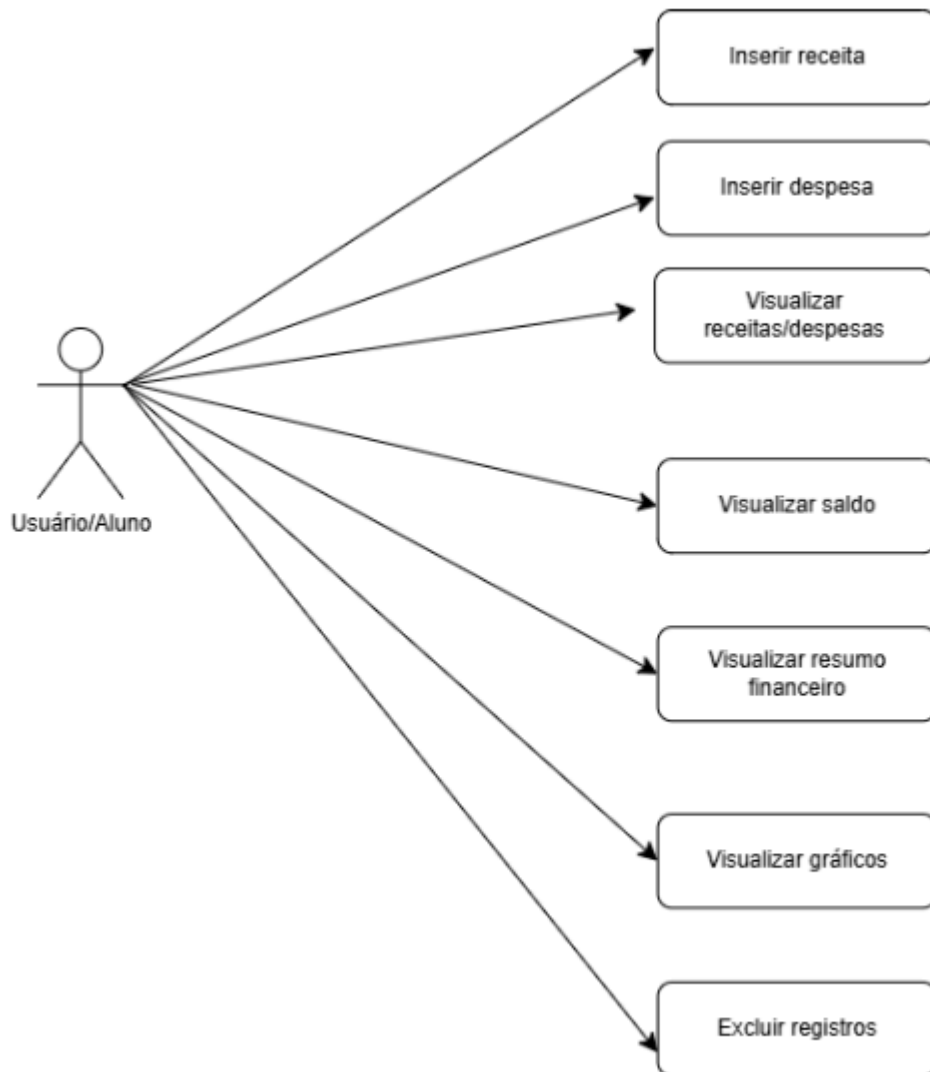 Inserir receita
Inserir despesa
Visualizar
receitas/despesas
Usuário/Aluno
Visualizar saldo
Visualizar resumo
financeiro
Visualizar gráficos
Excluir registros